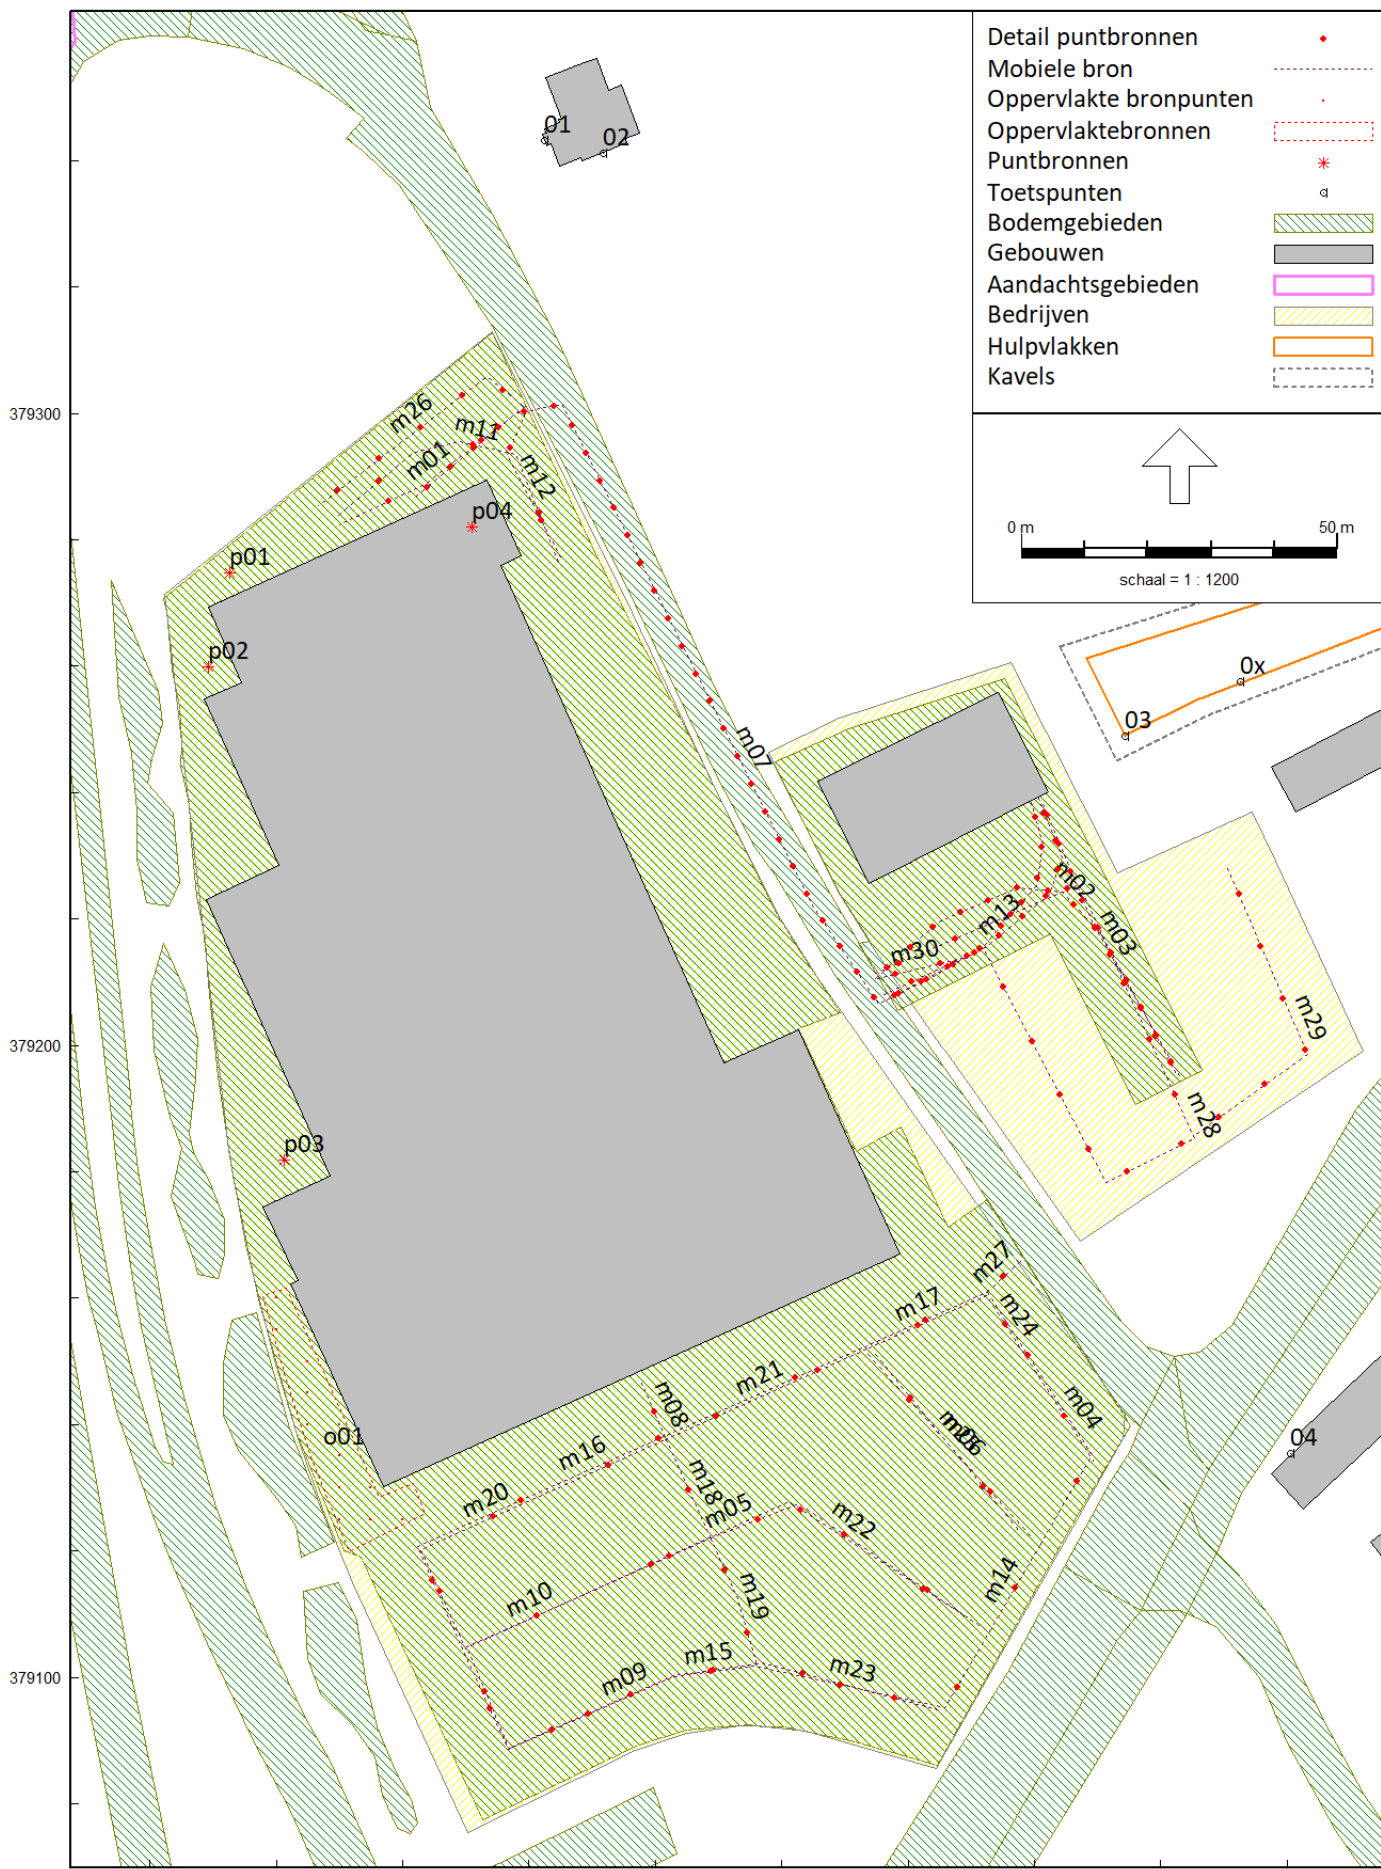 Detail puntbronnen
Mobiele bron
Oppervlakte bronpunten
Oppervlaktebronnen
Puntbronnen
Toetspunten
Bodemgebieden
Gebouwen
Aandachtsgebieden
Bedrijven
Hulpvlakken
Kavels
0 m 50 m
schaal = 1 : 1200
01
02
379300
m26
m11
m01
m12
p04
p01
p02
0x
03
m07
m02
m13
m03
m30
m29
379200
m28
p03
m27
m17
m24
m21
m08
m04
o01
m16
m06
04
m20
m18
m05
m22
m10
m19
m14
m15
m23
m09
379100